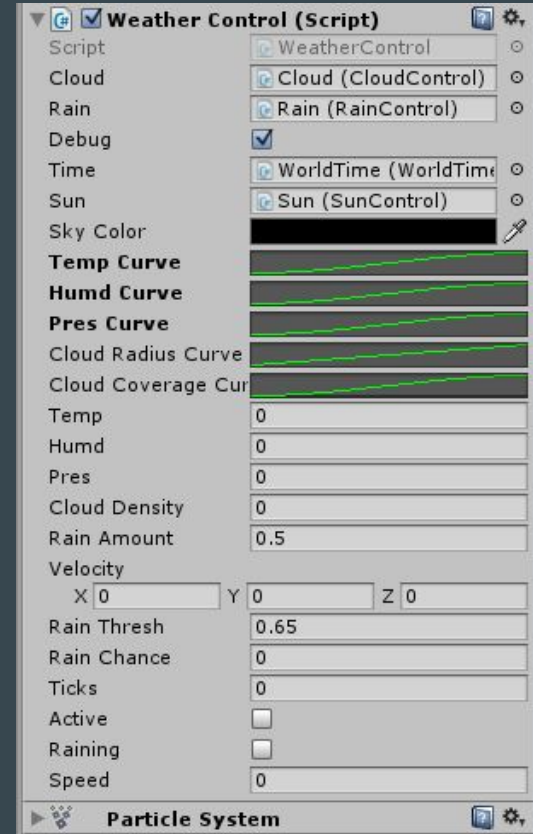 Weather Control (Script)
Script WeatherControl
Cloud Cloud (CloudControl)
Rain Rain (RainControl)
Debug
Time WorldTime (WorldTime
Sun Sun (SunControl)
Sky Color
Temp Curve
Humd Curve
Pres Curve
Cloud Radius Curve
Cloud Coverage Cur
Temp 0
Humd 0
Pres 0
Cloud Density 0
Rain Amount 0.5
Velocity
X 0 Y 0 Z 0
Rain Thresh 0.65
Rain Chance 0
Ticks 0
Active
Raining
Speed 0
Particle System